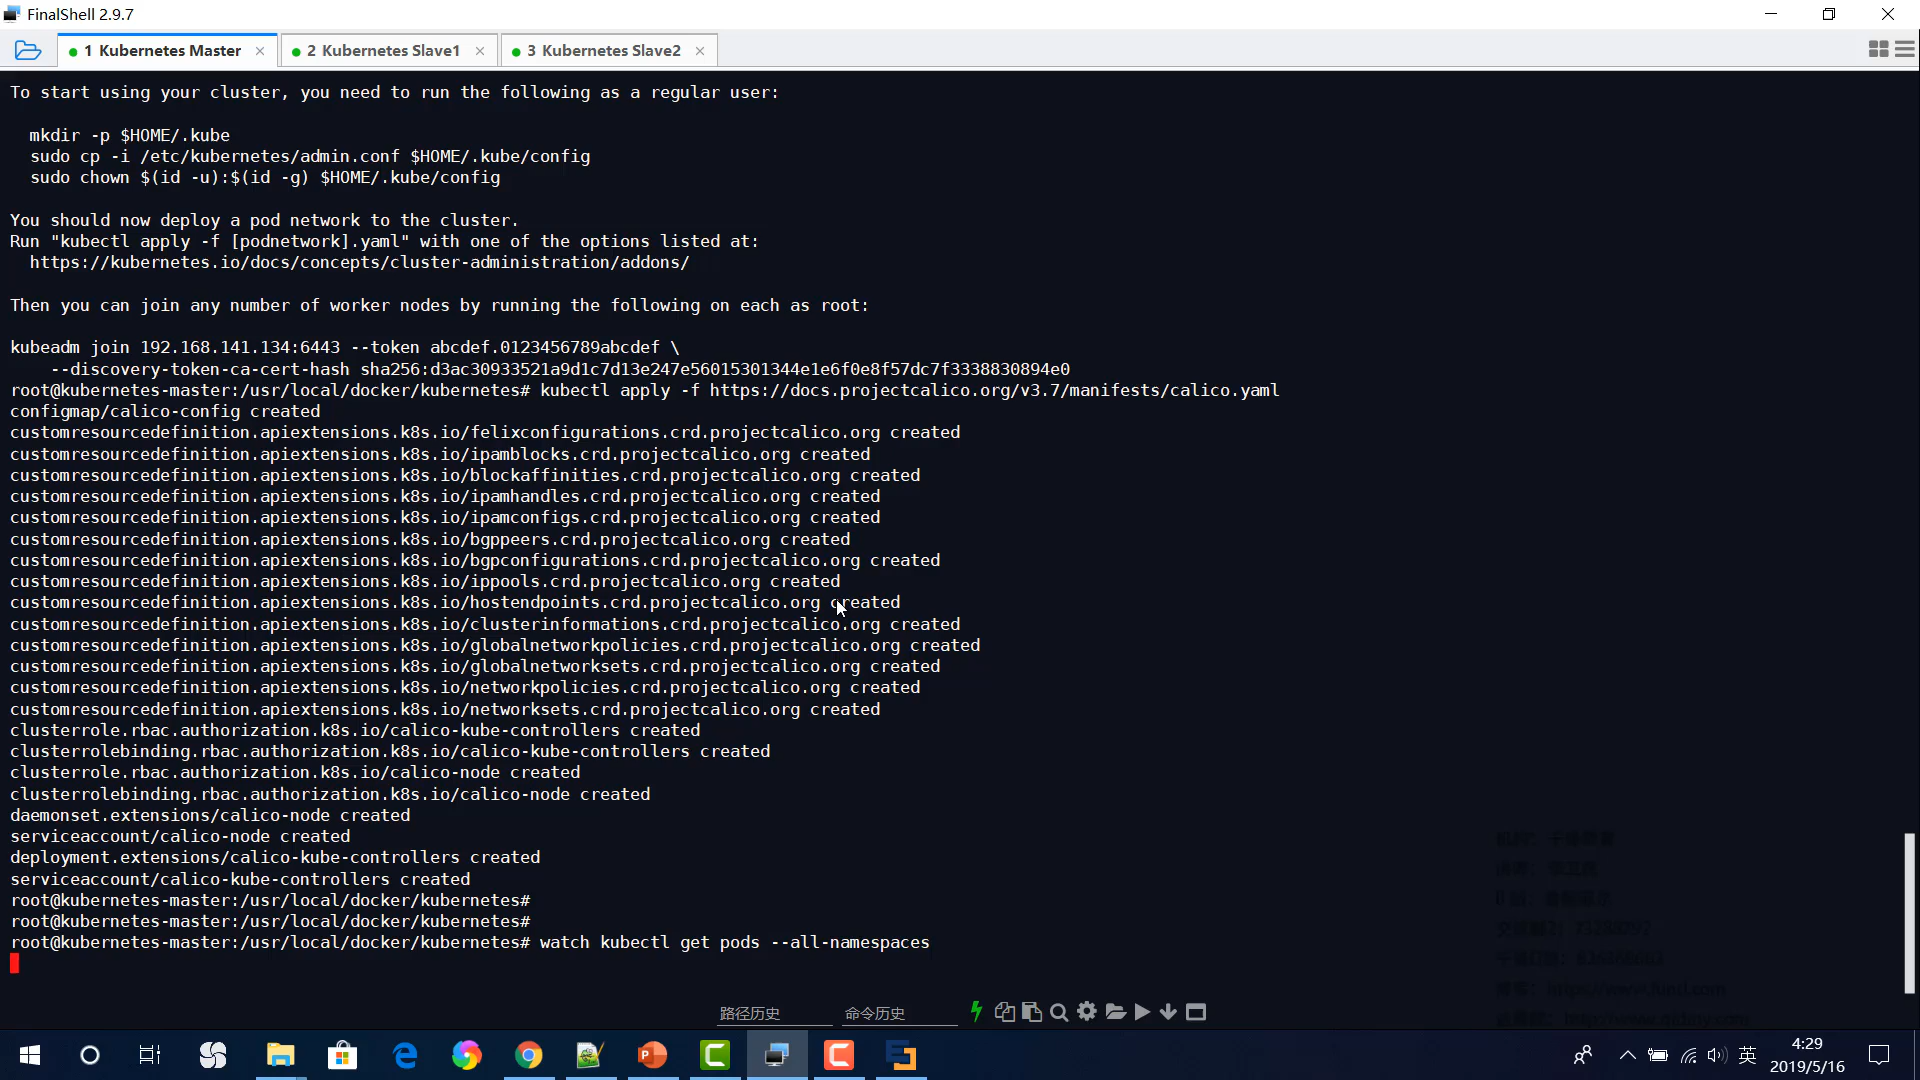 FinalShell 2.9.7
1 Kubernetes Master
2 Kubernetes Slave1
3 Kubernetes Slave2
To start using your cluster, you need to run the following as a regular user:
mkdir -p $HOME/.kube
sudo cp -i /etc/kubernetes/admin.conf $HOME/.kube/config
sudo chown $(id -u):$(id -g) $HOME/.kube/config
You should now deploy a pod network to the cluster.
Run "kubectl apply -f [podnetwork].yaml" with one of the options listed at:
https://kubernetes.io/docs/concepts/cluster-administration/addons/
Then you can join any number of worker nodes by running the following on each as root:
kubeadm join 192.168.141.134:6443 --token abcdef.0123456789abcdef \
--discovery-token-ca-cert-hash sha256:d3ac30933521a9d1c7d13e247e56015301344e1e6f0e8f57dc7f3338830894e0
root@kubernetes-master:/usr/local/docker/kubernetes# kubectl apply -f https://docs.projectcalico.org/v3.7/manifests/calico.yaml
configmap/calico-config created
customresourcedefinition.apiextensions.k8s.io/felixconfigurations.crd.projectcalico.org created
customresourcedefinition.apiextensions.k8s.io/ipamblocks.crd.projectcalico.org created
customresourcedefinition.apiextensions.k8s.io/blockaffinities.crd.projectcalico.org created
customresourcedefinition.apiextensions.k8s.io/ipamhandles.crd.projectcalico.org created
customresourcedefinition.apiextensions.k8s.io/ipamconfigs.crd.projectcalico.org created
customresourcedefinition.apiextensions.k8s.io/bgppeers.crd.projectcalico.org created
customresourcedefinition.apiextensions.k8s.io/bgpconfigurations.crd.projectcalico.org created
customresourcedefinition.apiextensions.k8s.io/ippools.crd.projectcalico.org created
customresourcedefinition.apiextensions.k8s.io/hostendpoints.crd.projectcalico.org created
customresourcedefinition.apiextensions.k8s.io/clusterinformations.crd.projectcalico.org created
customresourcedefinition.apiextensions.k8s.io/globalnetworkpolicies.crd.projectcalico.org created
customresourcedefinition.apiextensions.k8s.io/globalnetworksets.crd.projectcalico.org created
customresourcedefinition.apiextensions.k8s.io/networkpolicies.crd.projectcalico.org created
customresourcedefinition.apiextensions.k8s.io/networksets.crd.projectcalico.org created
clusterrole.rbac.authorization.k8s.io/calico-kube-controllers created
clusterrolebinding.rbac.authorization.k8s.io/calico-kube-controllers created
clusterrole.rbac.authorization.k8s.io/calico-node created
clusterrolebinding.rbac.authorization.k8s.io/calico-node created
daemonset.extensions/calico-node created
serviceaccount/calico-node created
deployment.extensions/calico-kube-controllers created
serviceaccount/calico-kube-controllers created
root@kubernetes-master:/usr/local/docker/kubernetes#
root@kubernetes-master:/usr/local/docker/kubernetes#
root@kubernetes-master:/usr/local/docker/kubernetes# watch kubectl get pods --all-namespaces
路径历史
命令历史
英
4:29
2019/5/16